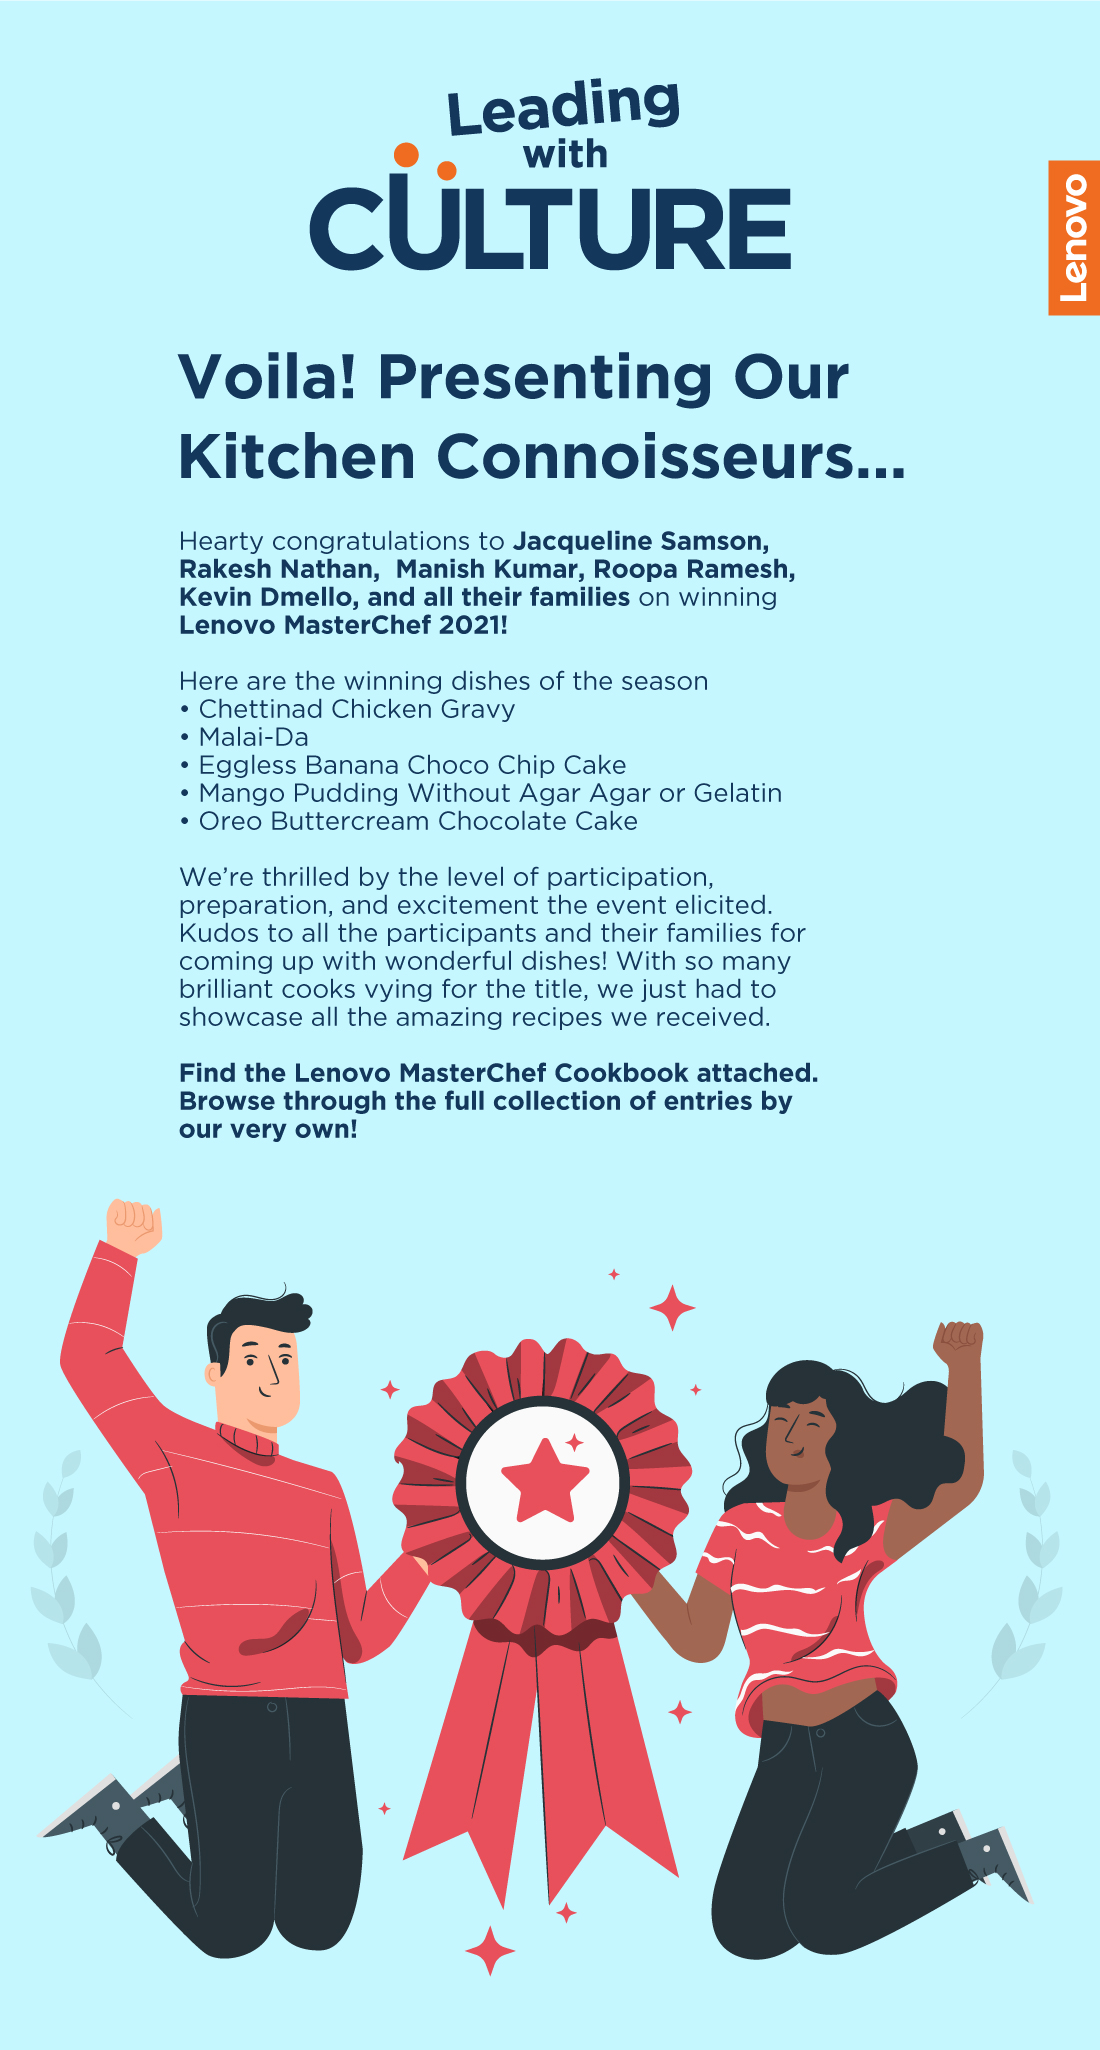 Leading
with
CULTURE
Lenovo
Voila! Presenting Our
Kitchen Connoisseurs...
Hearty congratulations to Jacqueline Samson,
Rakesh Nathan,  Manish Kumar, Roopa Ramesh,
Kevin Dmello, and all their families on winning
Lenovo MasterChef 2021!
Here are the winning dishes of the season
• Chettinad Chicken Gravy
• Malai-Da
• Eggless Banana Choco Chip Cake
• Mango Pudding Without Agar Agar or Gelatin
• Oreo Buttercream Chocolate Cake
We’re thrilled by the level of participation,
preparation, and excitement the event elicited.
Kudos to all the participants and their families for
coming up with wonderful dishes! With so many
brilliant cooks vying for the title, we just had to
showcase all the amazing recipes we received.
Find the Lenovo MasterChef Cookbook attached.
Browse through the full collection of entries by
our very own!